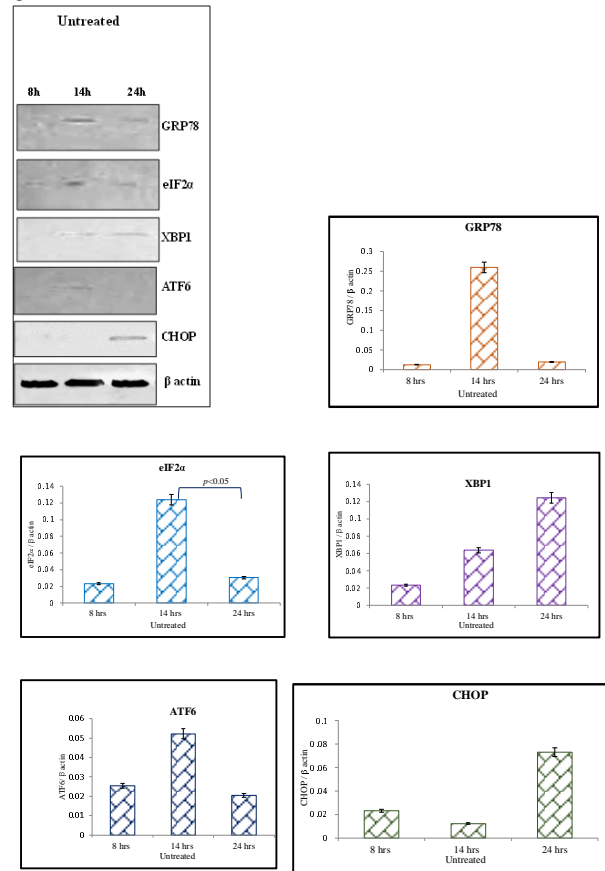 Untreated
8h 14h 24h
GRP78
eIF2α
XBP1
ATF6
CHOP
β actin
GRP78
0.3
0.25
0.2
0.15
0.1
0.05
0
GRP78 / β actin
8 hrs 14 hrs 24 hrs
Untreated
eIF2α
p<0.05
0.14
0.12
0.1
0.08
0.06
0.04
0.02
0
eIF2α / β actin
8 hrs 14 hrs 24 hrs
Untreated
XBP1
0.14
0.12
0.1
0.08
0.06
0.04
0.02
0
XBP1 / β actin
8 hrs 14 hrs 24 hrs
Untreated
ATF6
0.06
0.05
0.04
0.03
0.02
0.01
0
ATF6/ β actin
8 hrs 14 hrs 24 hrs
Untreated
CHOP
0.1
0.08
0.06
0.04
0.02
0
CHOP / β actin
8 hrs 14 hrs 24 hrs
Untreated